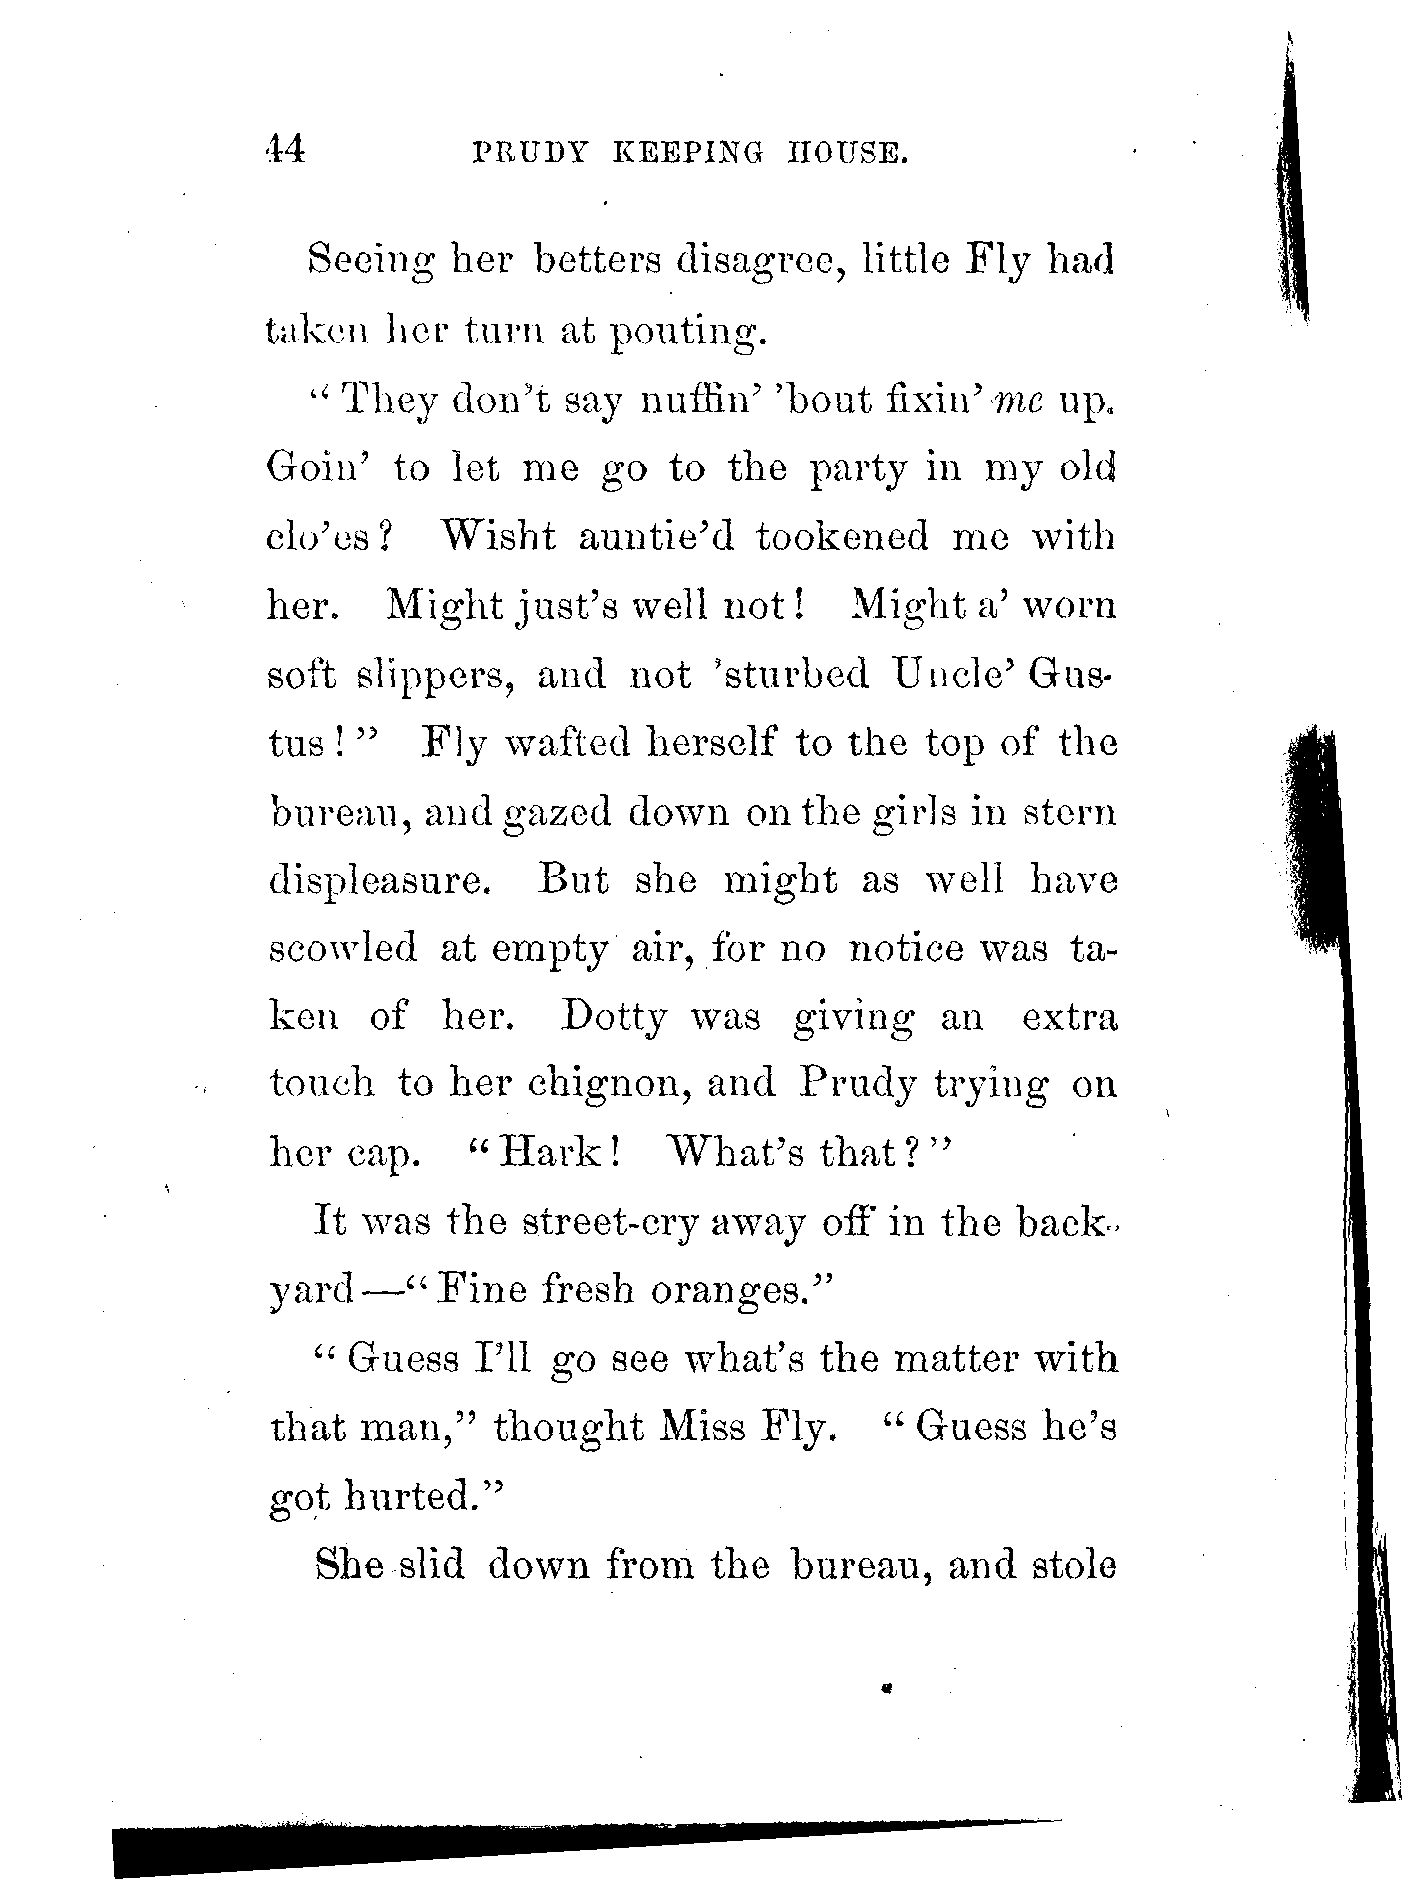 44 PRUDY KEEPING HOUSE.
Seeing her betters disagree, little Fly had
taken her turn at pouting.
“They don’t say nuffin’ ’bout fixin’ me up.
Goin’ to let me go to the party in my old
clo’es? Wisht auntie’d tookened me with
her. Might just’s well not! Might a’ worn
soft slippers, and not ’sturbed Uncle’ Gus-
tus!” Fly wafted herself to the top of the
bureau, and gazed down on the girls in stern
displeasure. But she might as well have
scowled at empty air, for no notice was ta-
ken of her. Dotty was giving an extra
touch to her chignon, and Prudy trying on
her cap. “Hark! What’s that?”
It was the street-cry away off in the back-
yard—“Fine fresh oranges.”
“Guess I’ll go see what’s the matter with
that man,” thought Miss Fly. “Guess he’s
got hurted.”
She slid down from the bureau, and stole